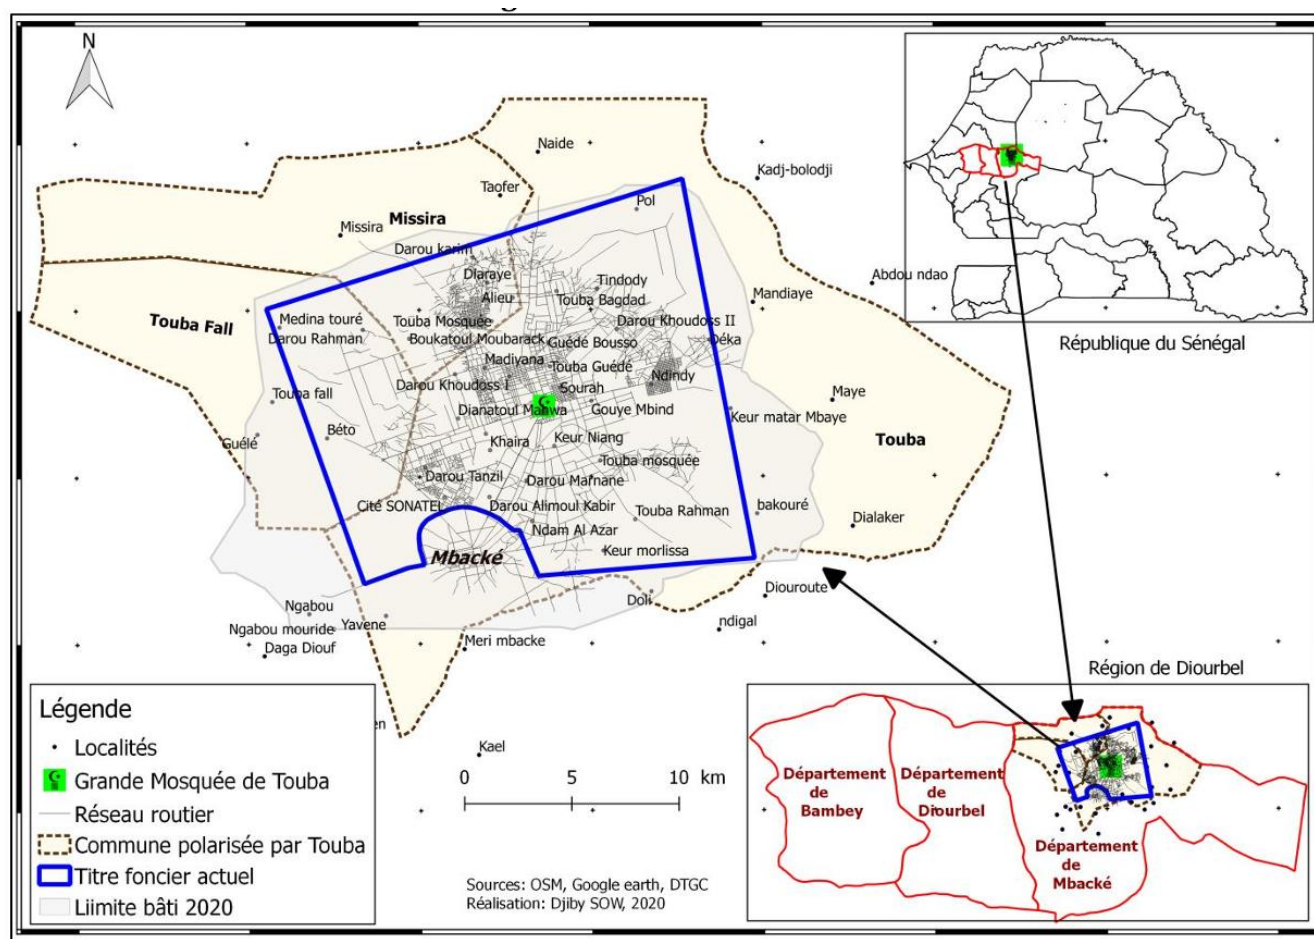 N
Naide
Kadj-bolodji
Taofer
Pol
Missira
Missira
Darou karim
Abdou ndao
Diaraye
Tindody
Alieu
Touba Bagdad
Mandiaye
République du Sénégal
Touba Fall
Medina touré
Touba Mosquée
Darou Khoudoss II
Darou Rahman
Boukatoul Moubarack
Guédé Bousso
Déka
Madiyana
Touba Guédé
Darou Khoudoss I
Sourah
Ndindy
Touba fall
Maye
Dianatoul Mahwa
Gouye Mbind
Keur matar Mbaye
Guélé
Béto
Khaira
Keur Niang
Touba
Touba mosquée
Darou Tanzil
Darou Marnane
Cité SONATEL
Darou Alimoul Kabir
Touba Rahman
bakouré
Dialaker
Ndam Al Azar
Mbacké
Keur morlissa
Diouroute
Doli
Ngabou
Ngabou mouride
Yavene
ndigal
Daga Diouf
Meri mbacke
Région de Diourbel
en
Kael
Légende
Localités
Grande Mosquée de Touba
Réseau routier
Commune polarisée par Touba
Titre foncier actuel
Liimite bâti 2020
0 5 10 km
Sources: OSM, Google earth, DTGC
Réalisation: Djiby SOW, 2020
Département
de
Bambey
Département
de
Diourbel
Département
de
Mbacké